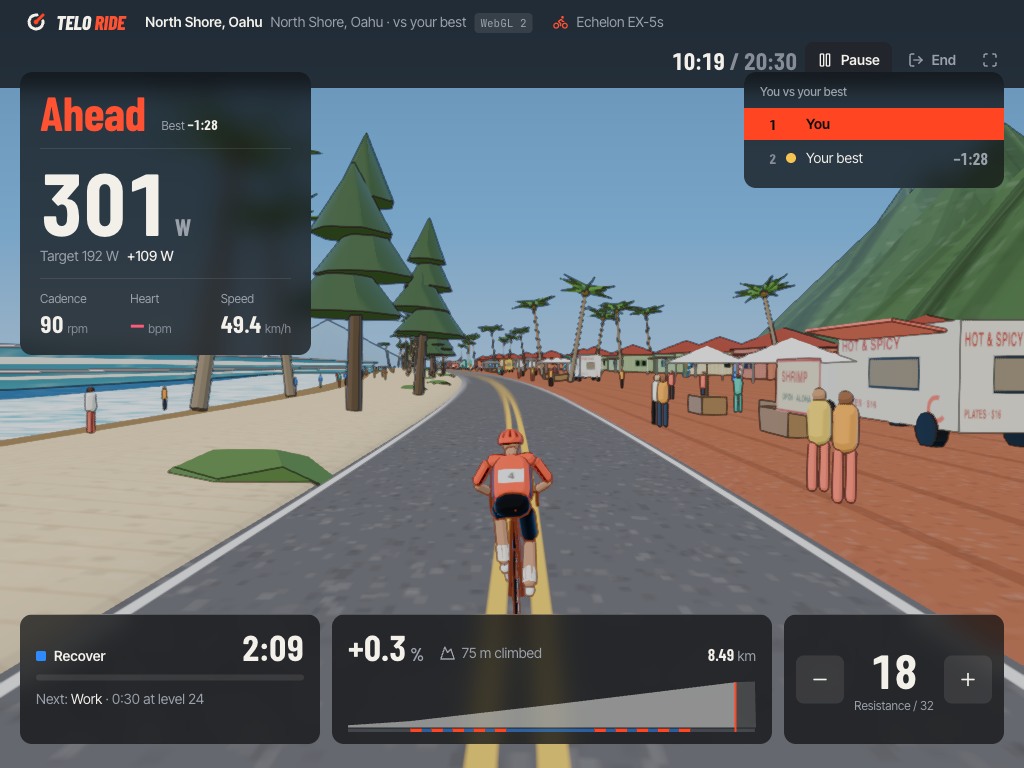 TELO RIDE North Shore, Oahu North Shore, Oahu · vs your best WebGL 2 Echelon EX-5s
10:19 / 20:30 Pause End
Ahead Best −1:28
301 W
Target 192 W +109 W
Cadence Heart Speed
90 rpm – bpm 49.4 km/h
You vs your best
1 You
2 Your best −1:28
HOT & SPICY
HOT & SPICY
SHRIMP
PLATES · $16
4
Recover 2:09
Next: Work · 0:30 at level 24
+0.3 % 75 m climbed 8.49 km
− 18 +
Resistance / 32